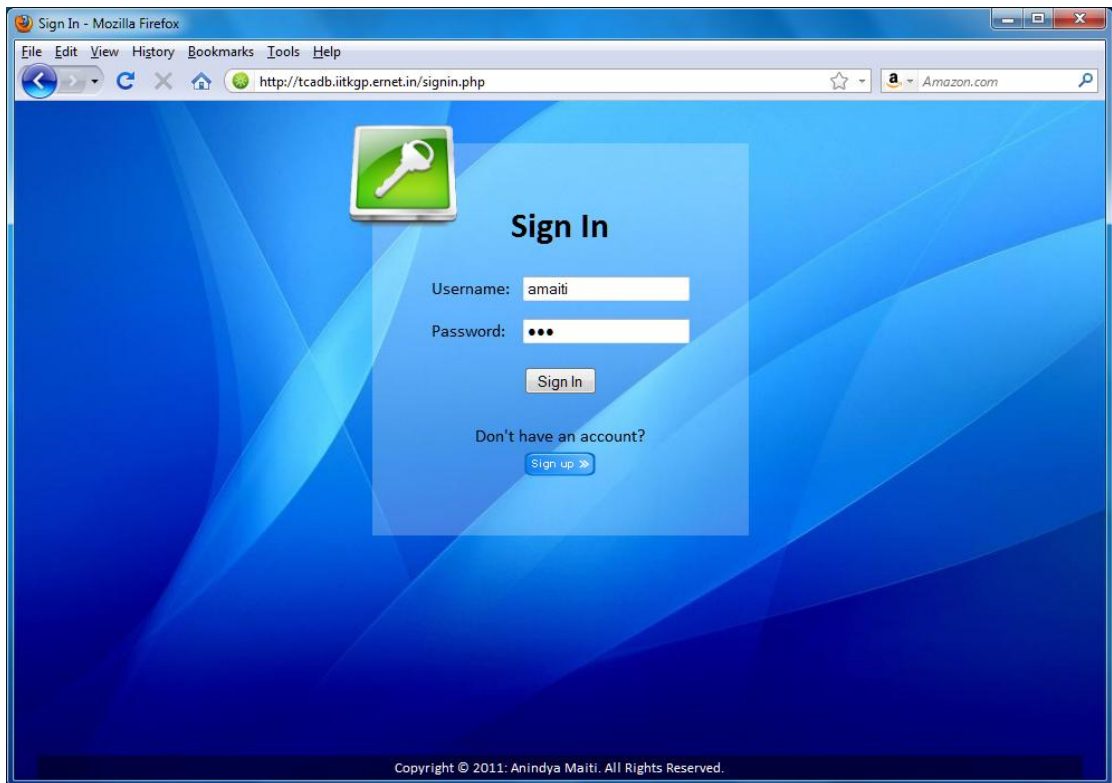 Sign In - Mozilla Firefox
File Edit View History Bookmarks Tools Help
http://tcadb.iitkgp.ernet.in/signin.php
a Amazon.com
Sign In
Username: amaiti
Password: •••
Sign In
Don't have an account?
Sign up »
Copyright © 2011: Anindya Maiti. All Rights Reserved.